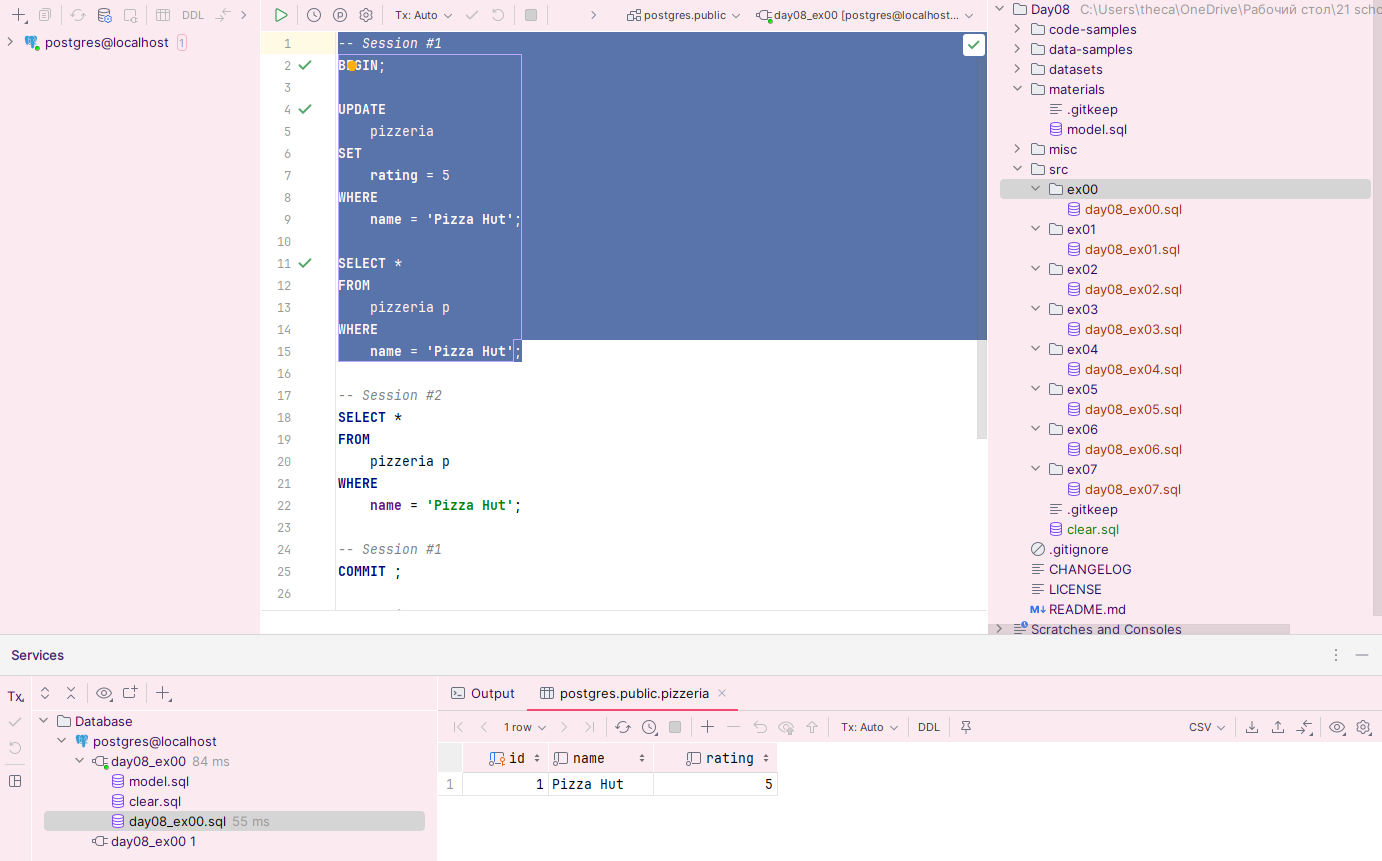 DDL
Tx: Auto
postgres.public
day08_ex00 [postgres@localhost...
postgres@localhost 1
1 -- Session #1
2 BEGIN;
3
4 UPDATE
5 pizzeria
6 SET
7 rating = 5
8 WHERE
9 name = 'Pizza Hut';
10
11 SELECT *
12 FROM
13 pizzeria p
14 WHERE
15 name = 'Pizza Hut';
16
17 -- Session #2
18 SELECT *
19 FROM
20 pizzeria p
21 WHERE
22 name = 'Pizza Hut';
23
24 -- Session #1
25 COMMIT ;
26
Day08 C:\Users\theca\OneDrive\Рабочий стол\21 scho
code-samples
data-samples
datasets
materials
.gitkeep
model.sql
misc
src
ex00
day08_ex00.sql
ex01
day08_ex01.sql
ex02
day08_ex02.sql
ex03
day08_ex03.sql
ex04
day08_ex04.sql
ex05
day08_ex05.sql
ex06
day08_ex06.sql
ex07
day08_ex07.sql
.gitkeep
clear.sql
.gitignore
CHANGELOG
LICENSE
M↓ README.md
Scratches and Consoles
Services
Tx
Database
postgres@localhost
day08_ex00 84 ms
model.sql
clear.sql
day08_ex00.sql 55 ms
day08_ex00 1
Output
postgres.public.pizzeria
1 row
Tx: Auto
DDL
CSV
id name rating
1 1 Pizza Hut 5